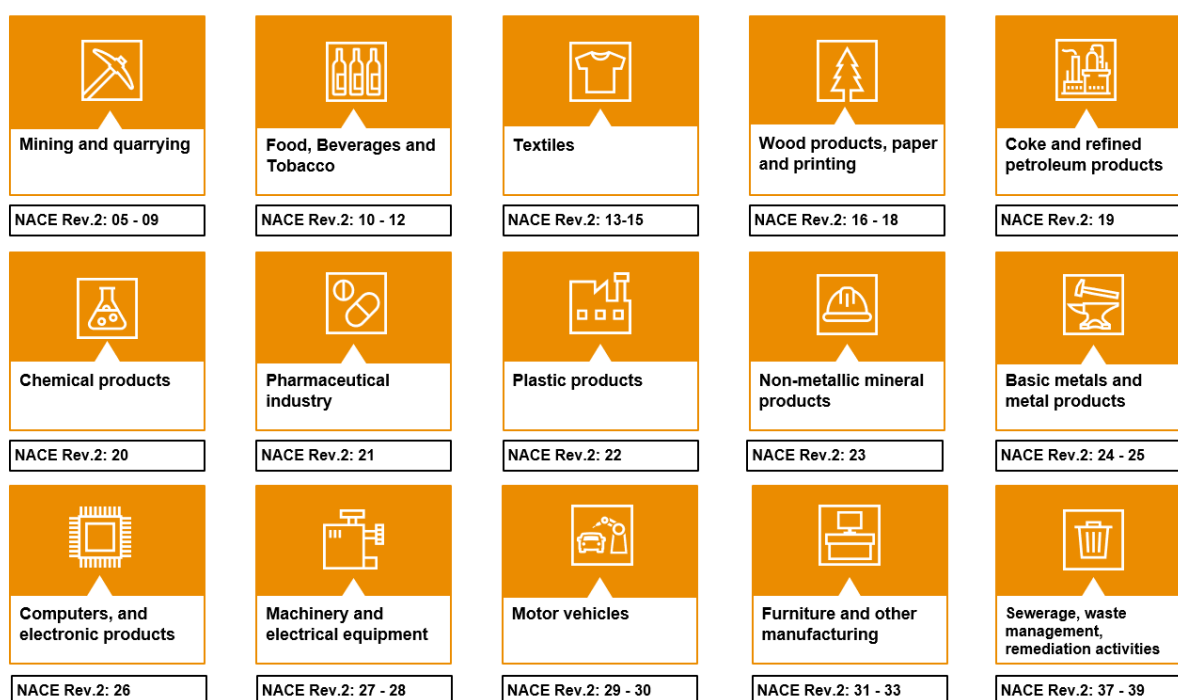 Mining and quarrying
NACE Rev.2: 05 - 09
Food, Beverages and
Tobacco
NACE Rev.2: 10 - 12
Textiles
NACE Rev.2: 13-15
Wood products, paper
and printing
NACE Rev.2: 16 - 18
Coke and refined
petroleum products
NACE Rev.2: 19
Chemical products
NACE Rev.2: 20
Pharmaceutical
industry
NACE Rev.2: 21
Plastic products
NACE Rev.2: 22
Non-metallic mineral
products
NACE Rev.2: 23
Basic metals and
metal products
NACE Rev.2: 24 - 25
Computers, and
electronic products
NACE Rev.2: 26
Machinery and
electrical equipment
NACE Rev.2: 27 - 28
Motor vehicles
NACE Rev.2: 29 - 30
Furniture and other
manufacturing
NACE Rev.2: 31 - 33
Sewerage, waste
management,
remediation activities
NACE Rev.2: 37 - 39